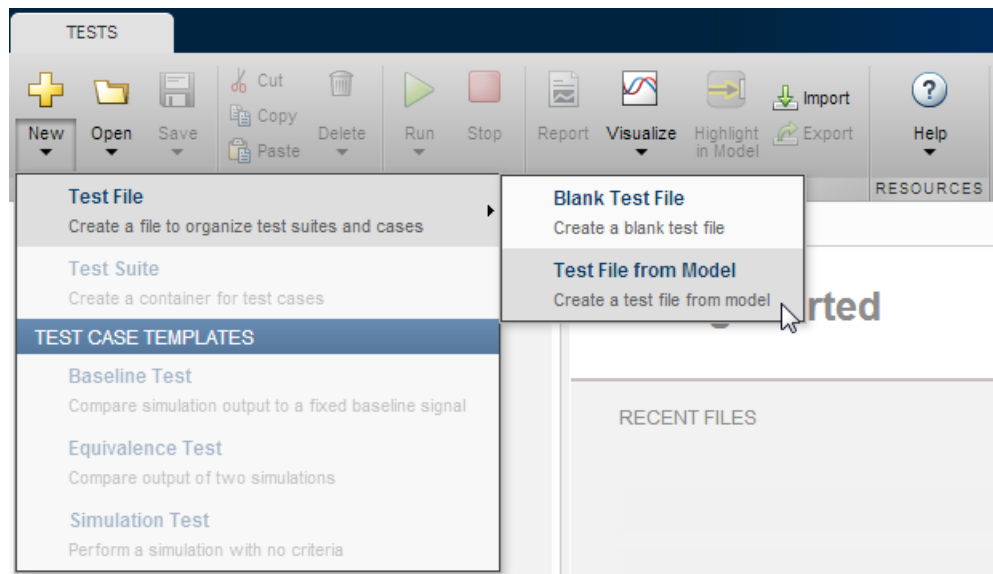 TESTS
New
Open
Save
Cut
Copy
Paste
Delete
Run
Stop
Report
Visualize
Highlight
in Model
Import
Export
Help
RESOURCES
Test File
Create a file to organize test suites and cases
Test Suite
Create a container for test cases
TEST CASE TEMPLATES
Baseline Test
Compare simulation output to a fixed baseline signal
Equivalence Test
Compare output of two simulations
Simulation Test
Perform a simulation with no criteria
Blank Test File
Create a blank test file
Test File from Model
Create a test file from model
rted
RECENT FILES